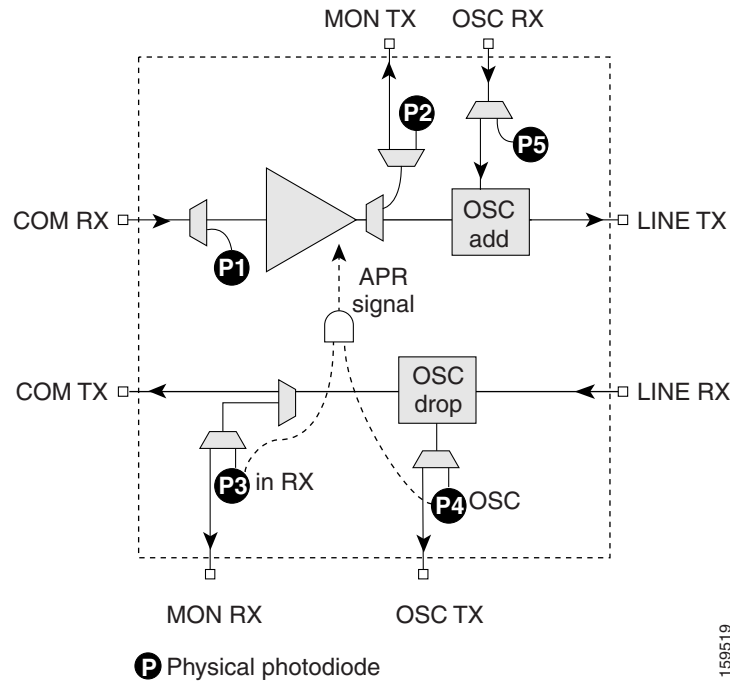 MON TX
OSC RX
P2
P5
COM RX
OSC
add
LINE TX
P1
APR
signal
COM TX
OSC
drop
LINE RX
P3 in RX
P4 OSC
MON RX
OSC TX
P Physical photodiode
159519